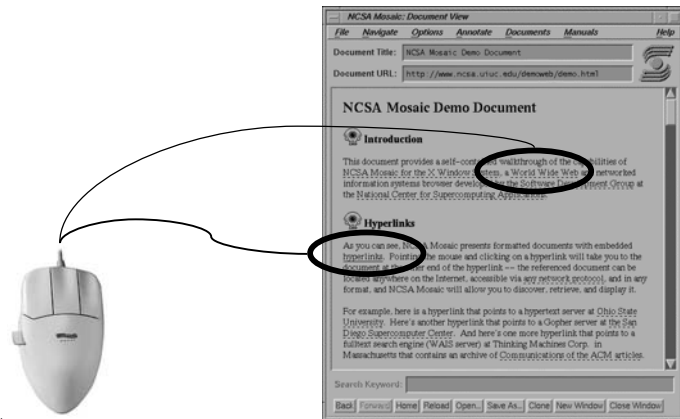 NCSA Mosaic: Document View
File Navigate Options Annotate Documents Manuals Help
Document Title: NCSA Mosaic Demo Document
Document URL: http://www.ncsa.uiuc.edu/demoweb/demo.html
NCSA Mosaic Demo Document
Introduction
This document provides a self-contained walkthrough of the capabilities of
NCSA Mosaic for the X Window System, a World Wide Web and networked
information systems browser developed by the Software Development Group at
the National Center for Supercomputing Applications.
Hyperlinks
As you can see, NCSA Mosaic presents formatted documents with embedded
hyperlinks. Pointing the mouse and clicking on a hyperlink will take you to the
document at the other end of the hyperlink -- the referenced document can be
located anywhere on the Internet, accessible via any network protocol, and in any
format, and NCSA Mosaic will allow you to discover, retrieve, and display it.
For example, here is a hyperlink that points to a hypertext server at Ohio State
University. Here's another hyperlink that points to a Gopher server at the San
Diego Supercomputer Center. And here's one more hyperlink that points to a
fulltext search engine (WAIS server) at Thinking Machines Corp. in
Massachusetts that contains an archive of Communications of the ACM articles.
Search Keyword:
Back Forward Home Reload Open... Save As... Clone New Window Close Window